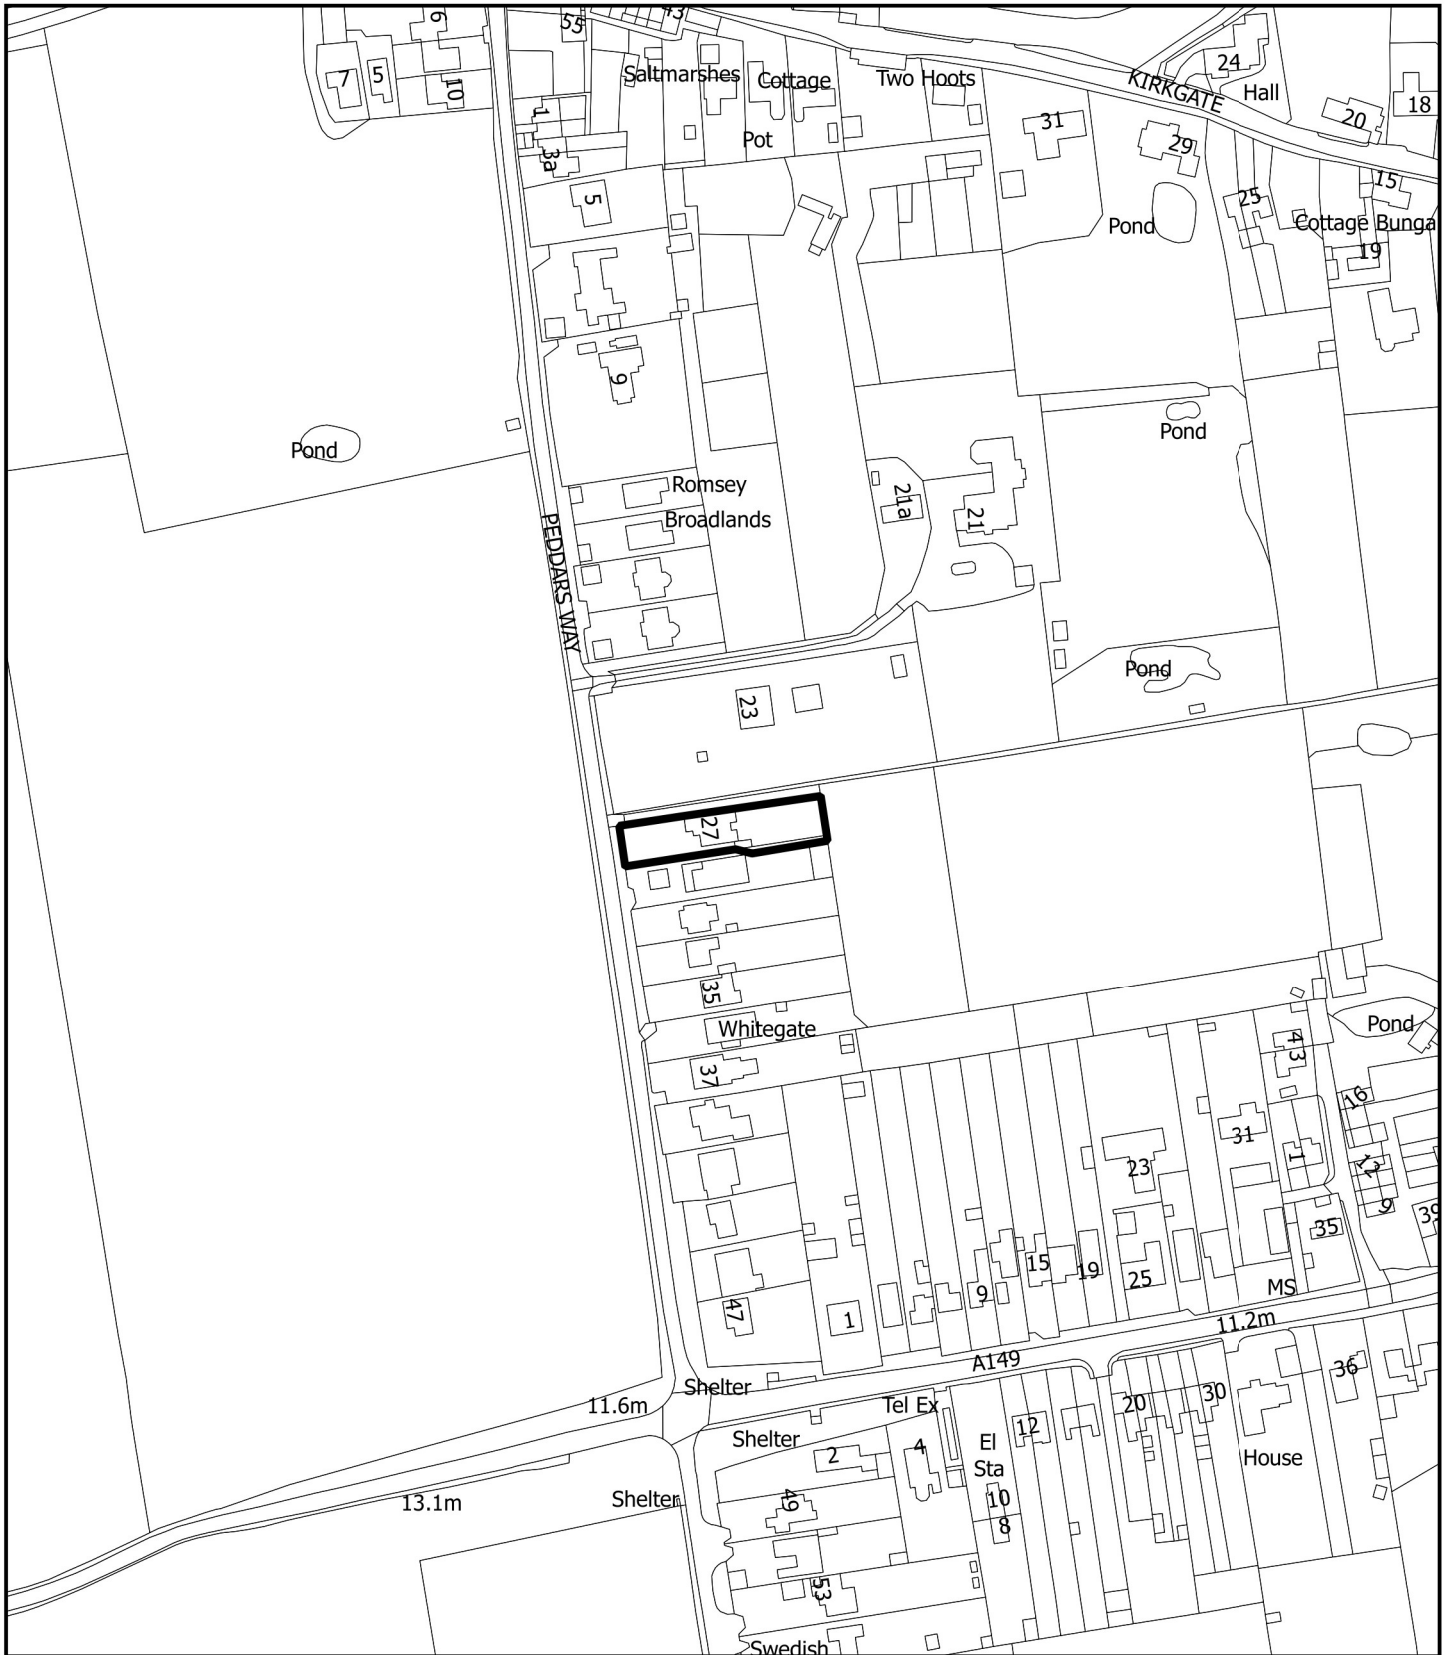 6
55
43
7
5
10
Saltmarshes
Cottage
Two Hoots
KIRKGATE
24
Hall
18
20
1
3a
Pot
31
29
5
25
15
Pond
Cottage Bunga
19
9
Pond
Pond
Romsey
Broadlands
21a
21
PEDDARS WAY
Pond
23
27
35
Whitegate
Pond
37
43
16
31
1
12
23
9
39
35
15
19
25
9
MS
47
1
11.2m
A149
36
Shelter
11.6m
Tel Ex
20
30
12
Shelter
2
4
El
Sta
House
13.1m
Shelter
49
10
8
53
Swedish